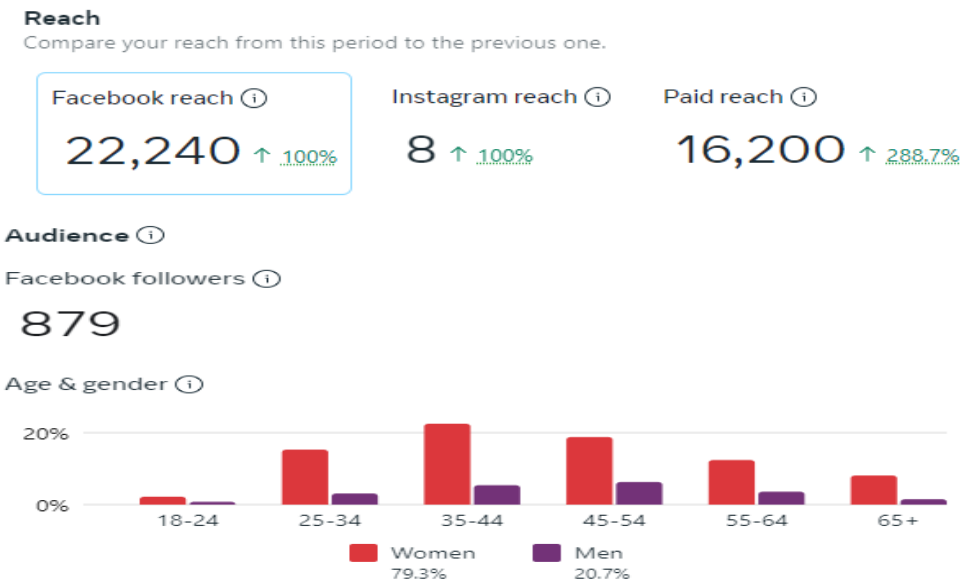 Reach
Compare your reach from this period to the previous one.
Facebook reach
Instagram reach
Paid reach
22,240 ↑ 100%
8 ↑ 100%
16,200 ↑ 288.7%
Audience
Facebook followers
879
Age & gender
20%
0%
18-24
25-34
35-44
45-54
55-64
65+
Women
79.3%
Men
20.7%